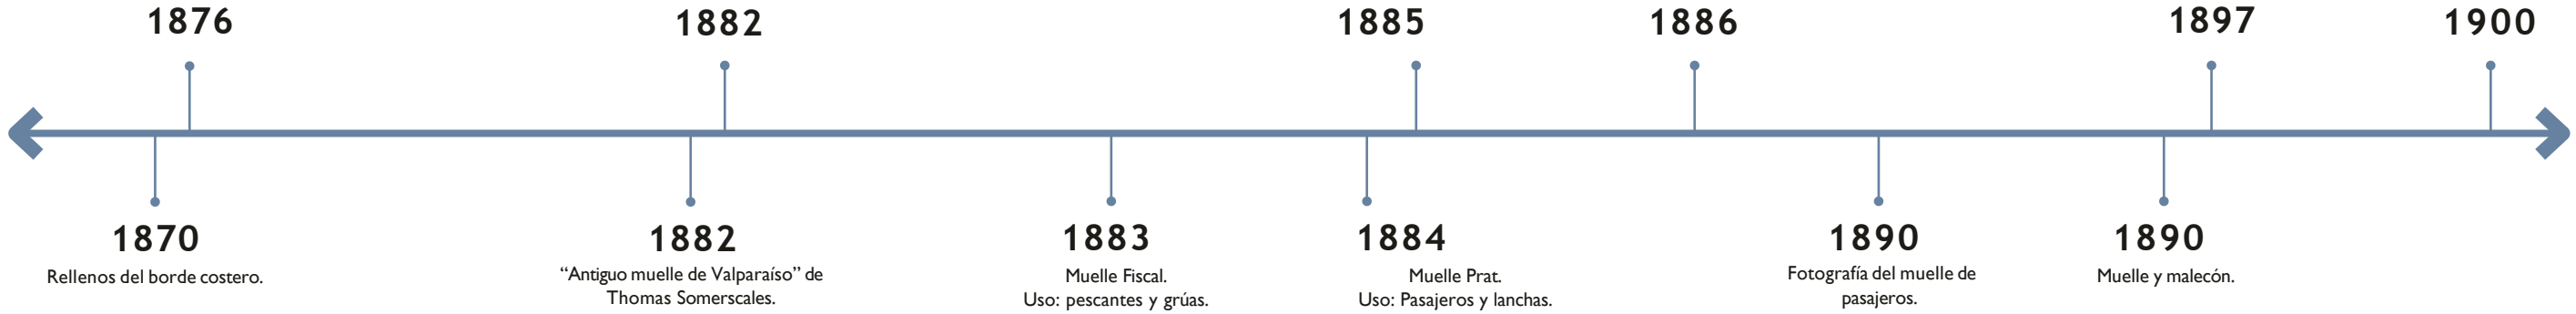 1876
1882
1885
1886
1897
1900
1870
Rellenos del borde costero.
1882
“Antiguo muelle de Valparaíso” de
Thomas Somerscales.
1883
Muelle Fiscal.
Uso: pescantes y grúas.
1884
Muelle Prat.
Uso: Pasajeros y lanchas.
1890
Fotografía del muelle de
pasajeros.
1890
Muelle y malecón.